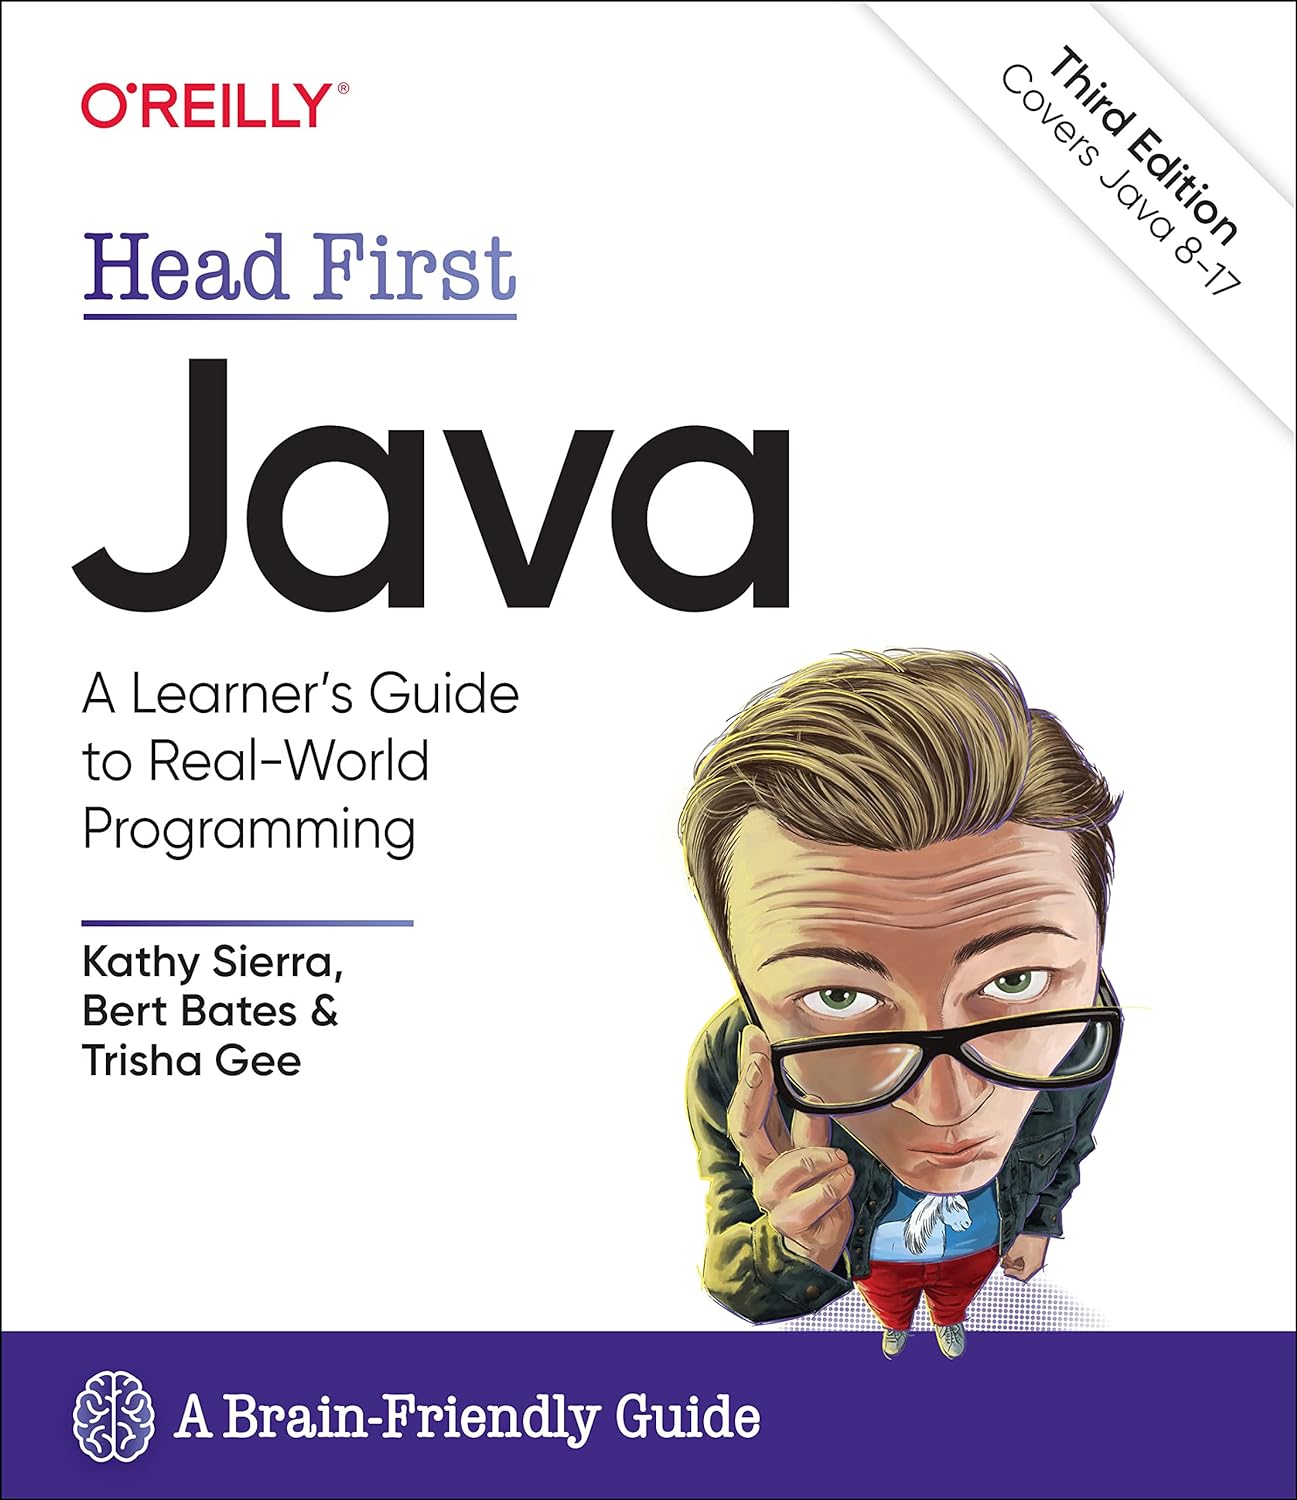 O'REILLY®
Third Edition
Covers Java 8-17
Head First
Java
A Learner's Guide
to Real-World
Programming
Kathy Sierra,
Bert Bates &
Trisha Gee
A Brain-Friendly Guide